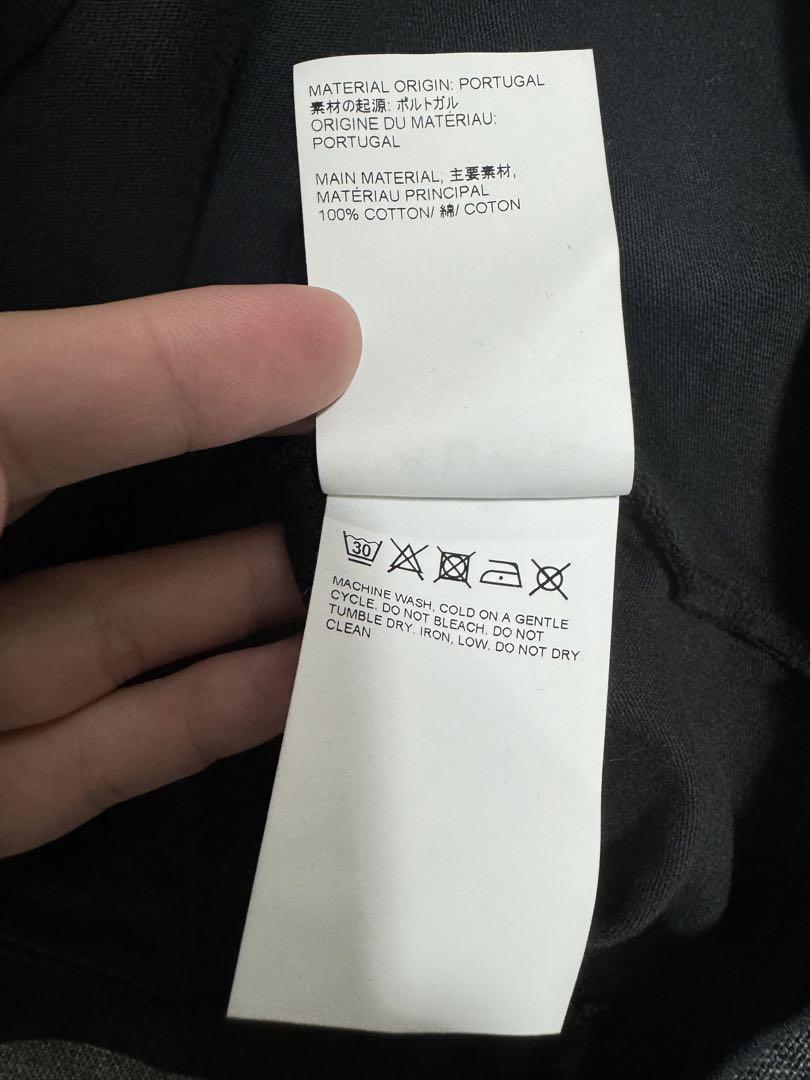 MATERIAL ORIGIN: PORTUGAL
素材の起源: ポルトガル
ORIGINE DU MATÉRIAU:
PORTUGAL
MAIN MATERIAL, 主要素材,
MATÉRIAU PRINCIPAL
100% COTTON/ 綿/ COTON
30
MACHINE WASH, COLD ON A GENTLE
CYCLE. DO NOT BLEACH. DO NOT
TUMBLE DRY. IRON, LOW. DO NOT DRY
CLEAN